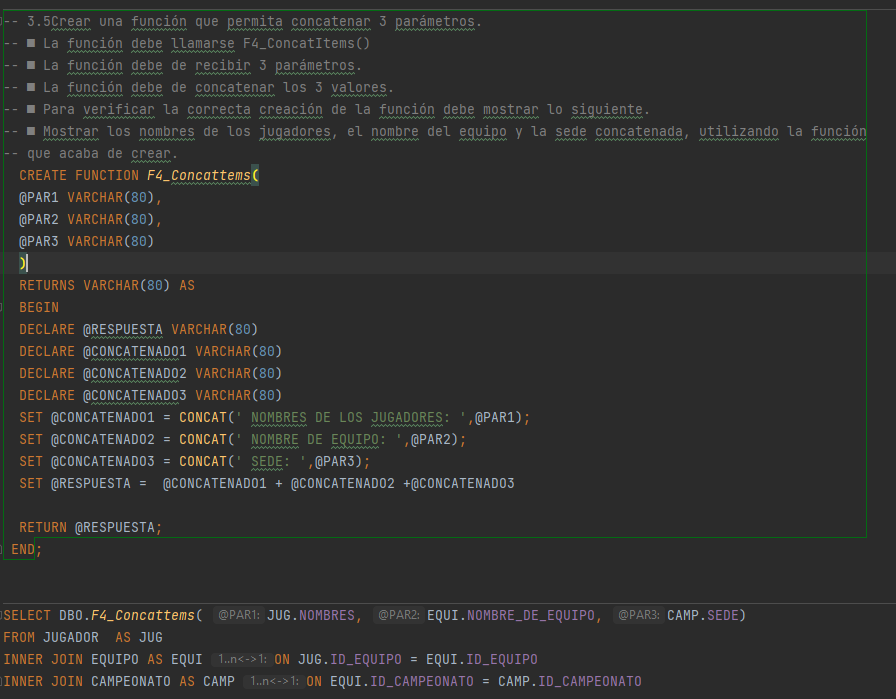 -- 3.5Crear una función que permita concatenar 3 parámetros.
-- ■ La función debe llamarse F4_ConcatItems()
-- ■ La función debe de recibir 3 parámetros.
-- ■ La función debe de concatenar los 3 valores.
-- ■ Para verificar la correcta creación de la función debe mostrar lo siguiente.
-- ■ Mostrar los nombres de los jugadores, el nombre del equipo y la sede concatenada, utilizando la función
-- que acaba de crear.
CREATE FUNCTION F4_Concattems(
@PAR1 VARCHAR(80),
@PAR2 VARCHAR(80),
@PAR3 VARCHAR(80)
)
RETURNS VARCHAR(80) AS
BEGIN
DECLARE @RESPUESTA VARCHAR(80)
DECLARE @CONCATENADO1 VARCHAR(80)
DECLARE @CONCATENADO2 VARCHAR(80)
DECLARE @CONCATENADO3 VARCHAR(80)
SET @CONCATENADO1 = CONCAT(' NOMBRES DE LOS JUGADORES: ',@PAR1);
SET @CONCATENADO2 = CONCAT(' NOMBRE DE EQUIPO: ',@PAR2);
SET @CONCATENADO3 = CONCAT(' SEDE: ',@PAR3);
SET @RESPUESTA =  @CONCATENADO1 + @CONCATENADO2 +@CONCATENADO3
RETURN @RESPUESTA;
END;
SELECT DBO.F4_Concattems( @PAR1: JUG.NOMBRES, @PAR2: EQUI.NOMBRE_DE_EQUIPO, @PAR3: CAMP.SEDE)
FROM JUGADOR  AS JUG
INNER JOIN EQUIPO AS EQUI 1..n<->1: ON JUG.ID_EQUIPO = EQUI.ID_EQUIPO
INNER JOIN CAMPEONATO AS CAMP 1..n<->1: ON EQUI.ID_CAMPEONATO = CAMP.ID_CAMPEONATO